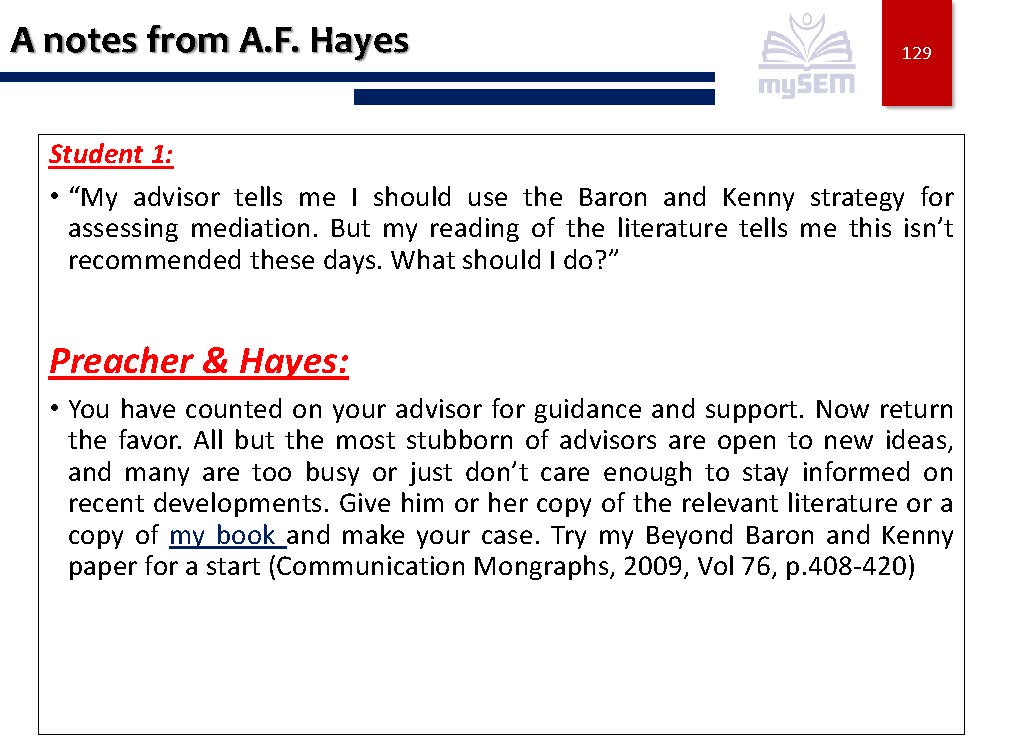 A notes from A.F. Hayes
mySEM
129
Student 1:
• “My advisor tells me I should use the Baron and Kenny strategy for
assessing mediation. But my reading of the literature tells me this isn’t
recommended these days. What should I do?”
Preacher & Hayes:
• You have counted on your advisor for guidance and support. Now return
the favor. All but the most stubborn of advisors are open to new ideas,
and many are too busy or just don’t care enough to stay informed on
recent developments. Give him or her copy of the relevant literature or a
copy of my book and make your case. Try my Beyond Baron and Kenny
paper for a start (Communication Mongraphs, 2009, Vol 76, p.408-420)